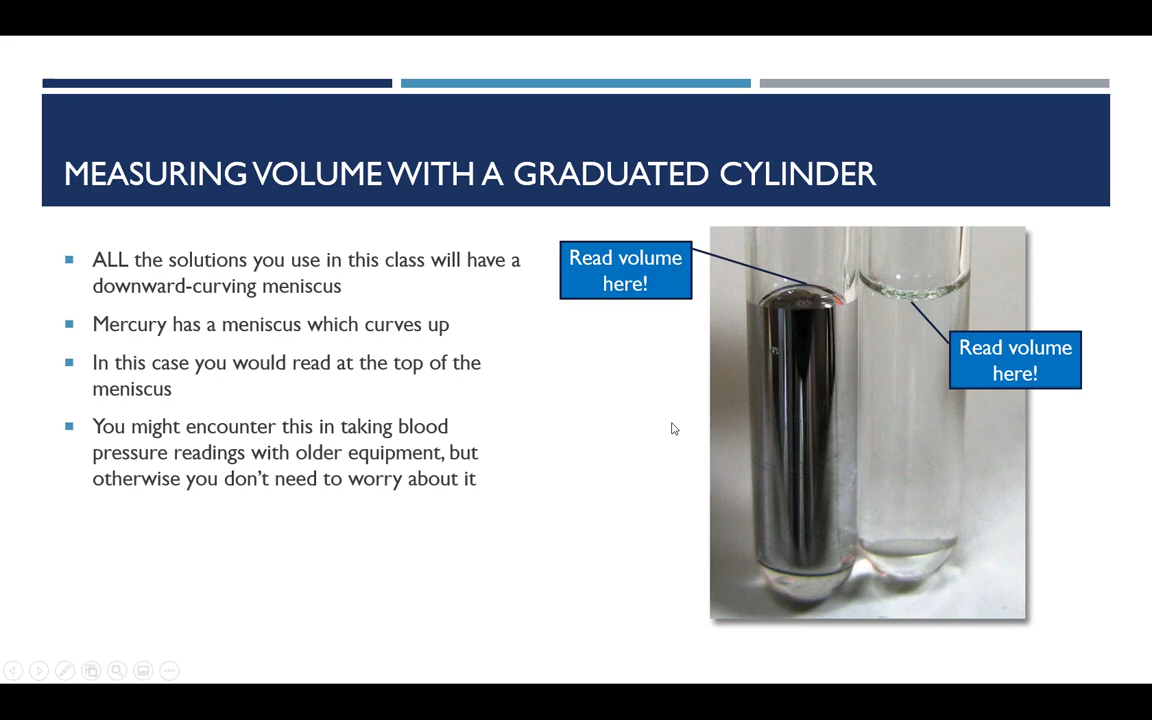 MEASURING VOLUME WITH A GRADUATED CYLINDER
ALL the solutions you use in this class will have a
downward-curving meniscus
Mercury has a meniscus which curves up
In this case you would read at the top of the
meniscus
You might encounter this in taking blood
pressure readings with older equipment, but
otherwise you don't need to worry about it
Read volume
here!
Read volume
here!